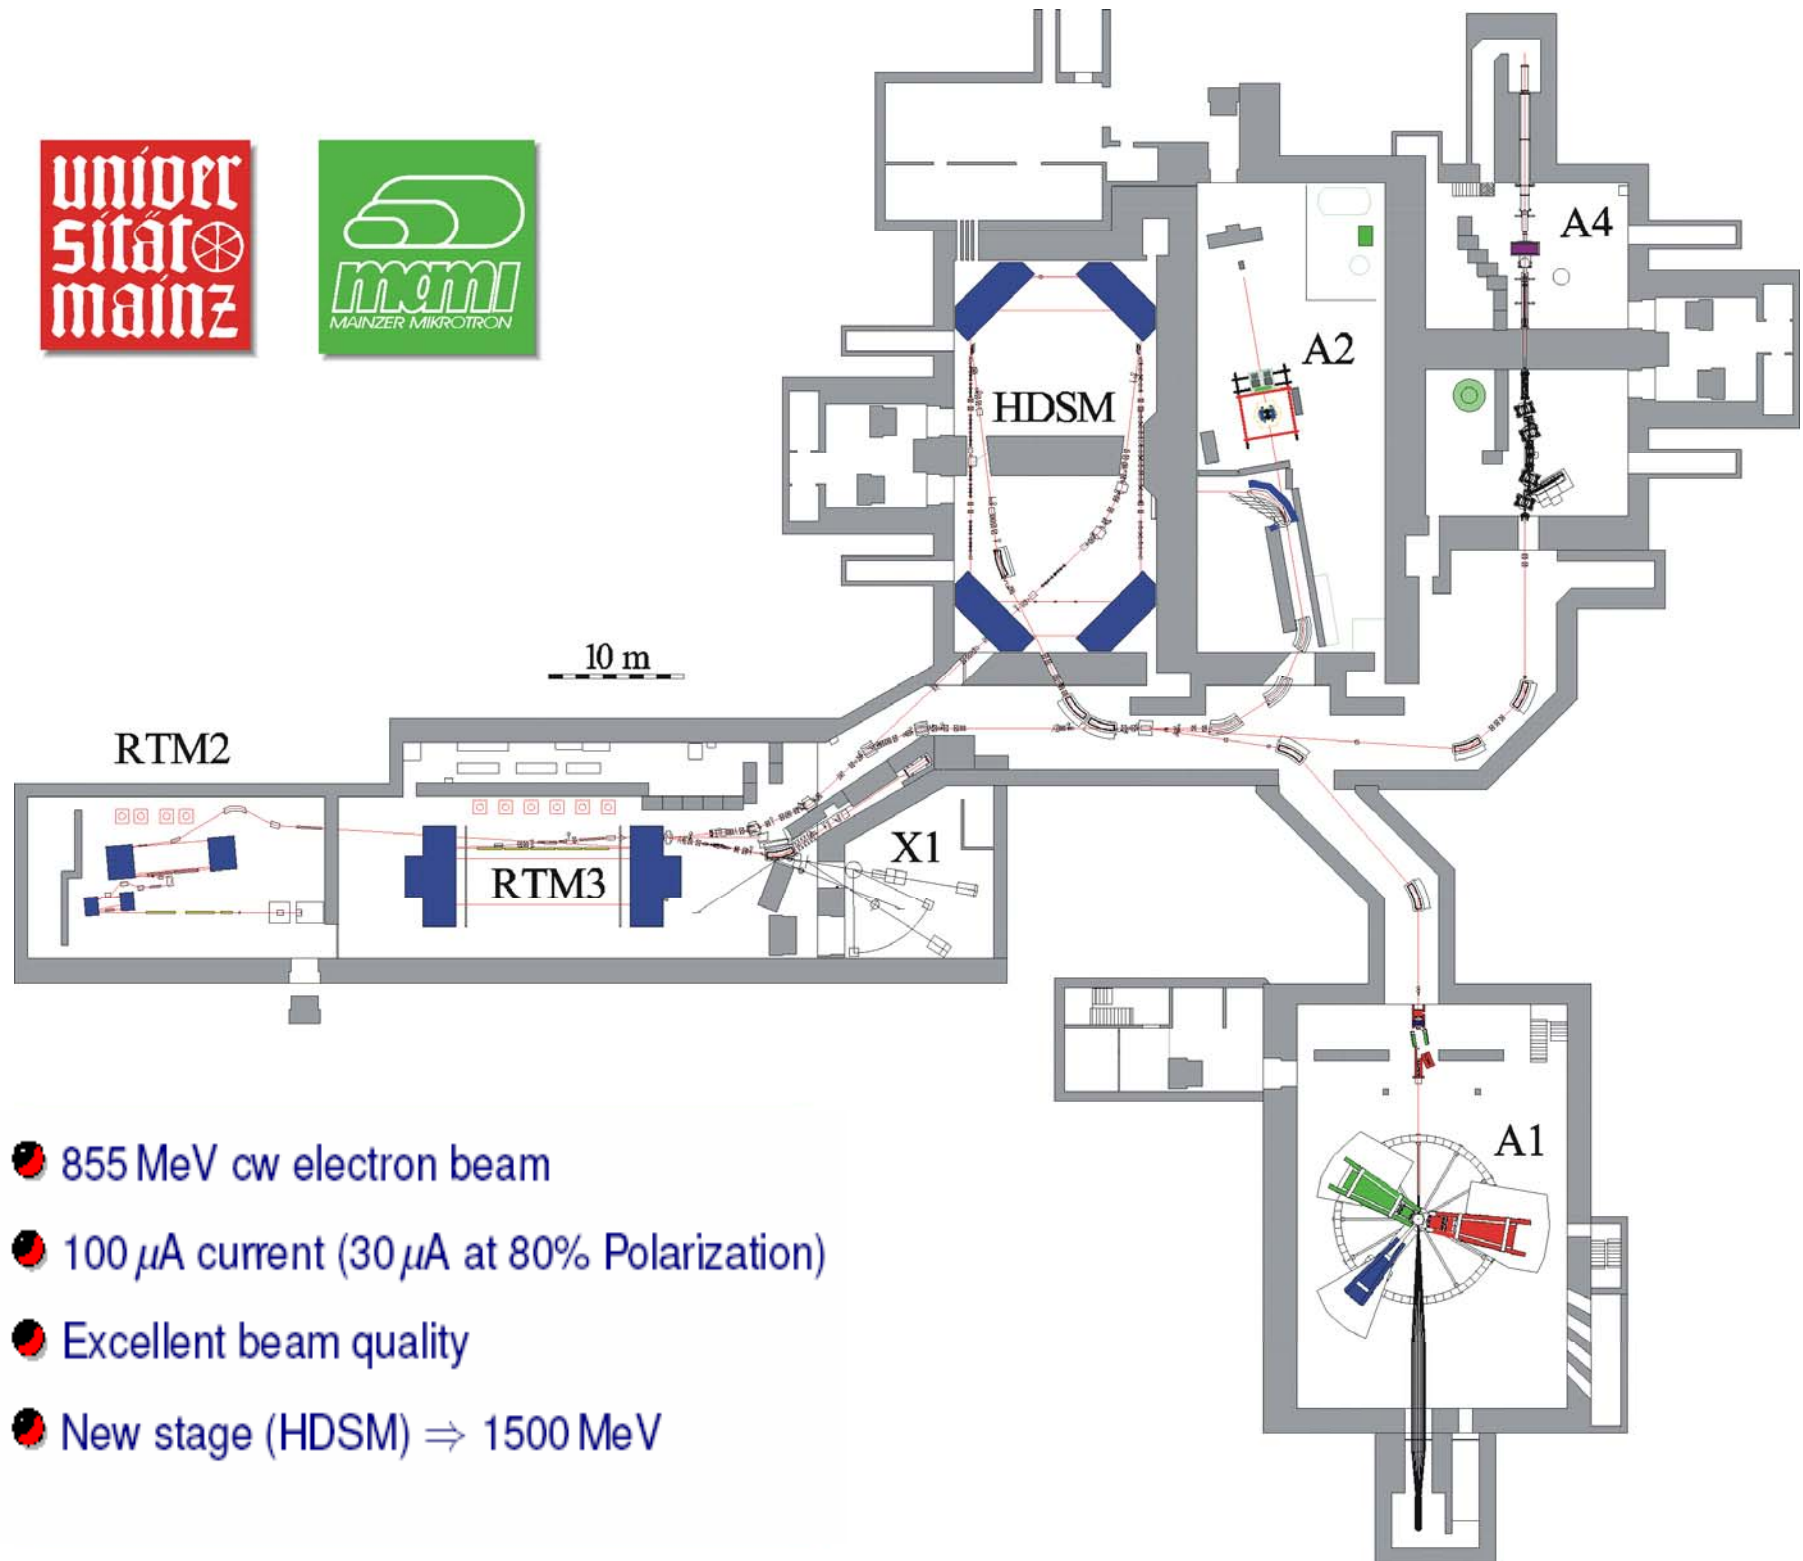 univer
sität
mainz
mami
MAINZER MIKROTRON
A4
A2
HDSM
10 m
RTM2
X1
RTM3
A1
855 MeV cw electron beam
100 μA current (30 μA at 80% Polarization)
Excellent beam quality
New stage (HDSM) ⇒ 1500 MeV